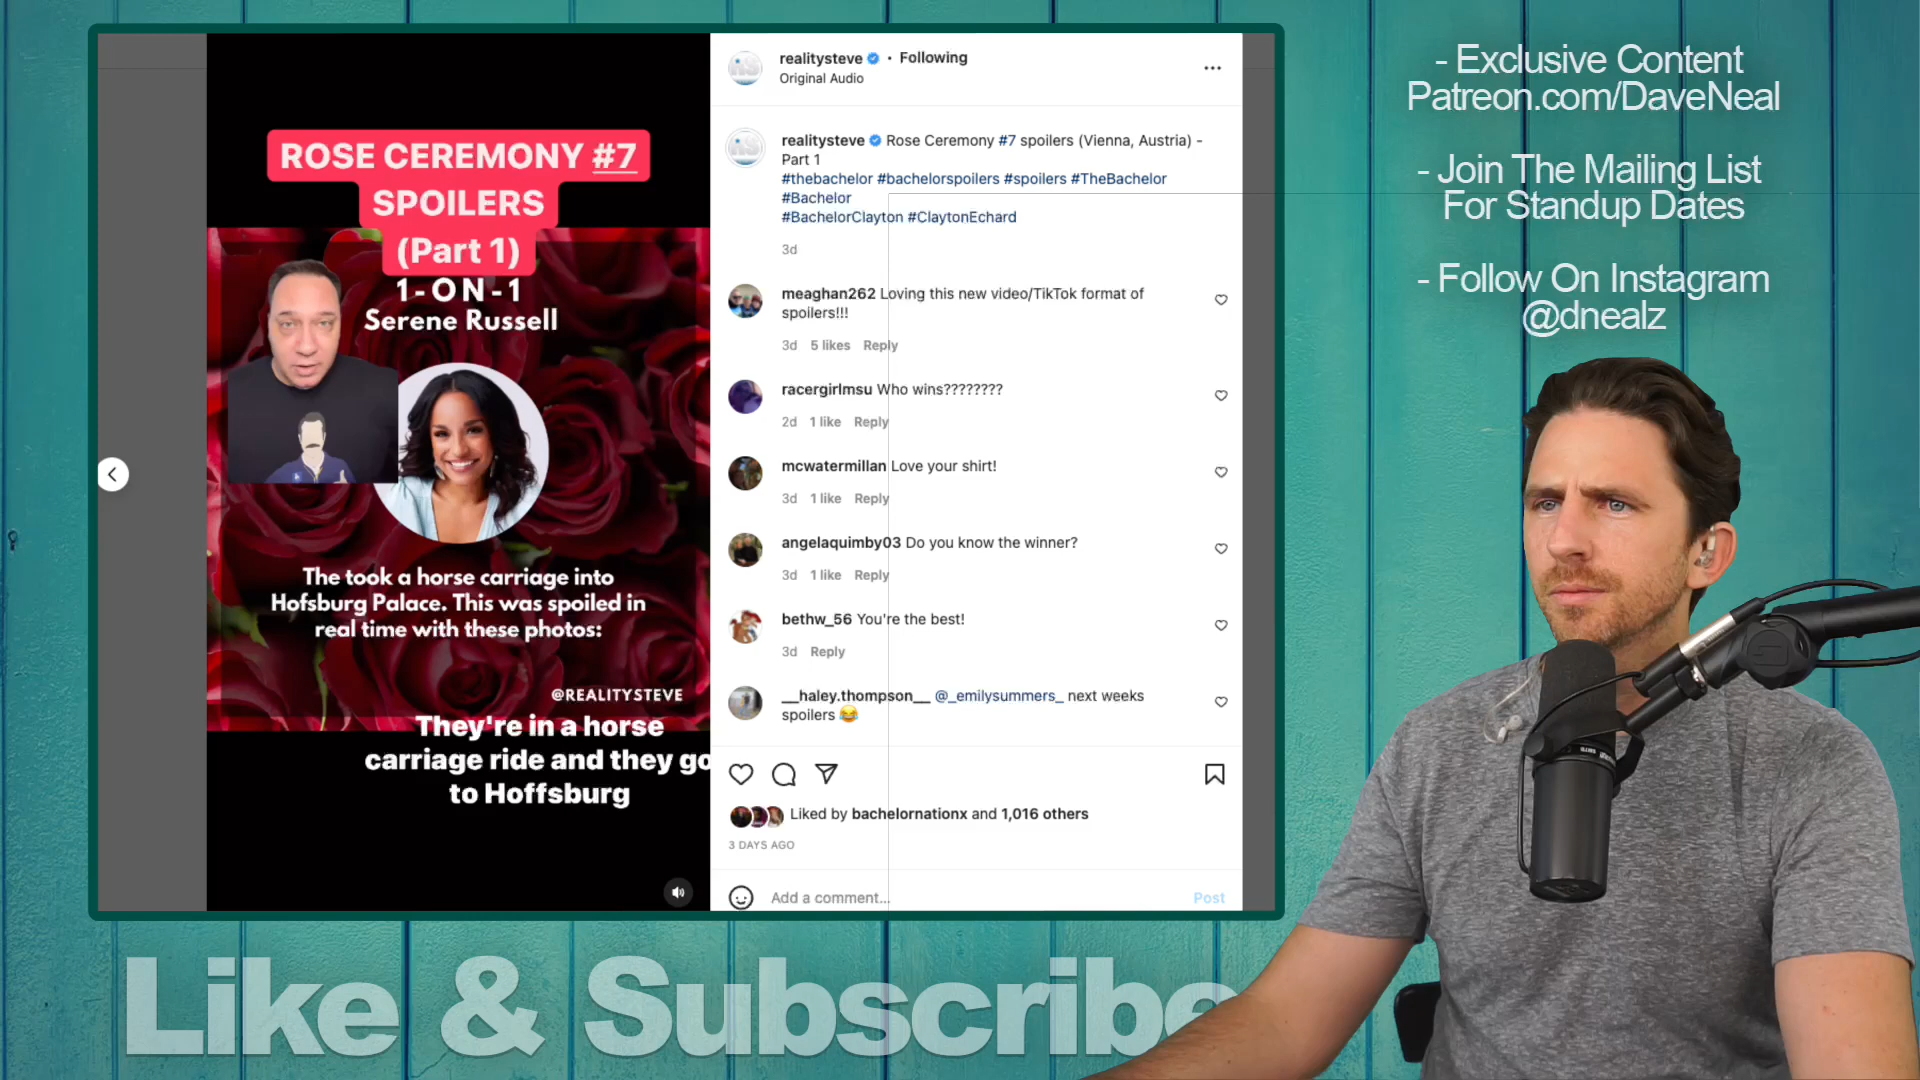 ROSE CEREMONY #7
SPOILERS
(Part 1)
1-ON-1
Serene Russell
The took a horse carriage into
Hofsburg Palace. This was spoiled in
real time with these photos:
@REALITYSTEVE
They're in a horse
carriage ride and they go
to Hoffsburg
realitysteve • Following
Original Audio
realitysteve Rose Ceremony #7 spoilers (Vienna, Austria) -
Part 1
#thebachelor #bachelorspoilers #spoilers #TheBachelor
#Bachelor
#BachelorClayton #ClaytonEchard
3d
meaghan262 Loving this new video/TikTok format of
spoilers!!!
3d 5 likes Reply
racergirlmsu Who wins????????
2d 1 like Reply
mcwatermillan Love your shirt!
3d 1 like Reply
angelaquimby03 Do you know the winner?
3d 1 like Reply
bethw_56 You're the best!
3d Reply
__haley.thompson__ @_emilysummers_ next weeks
spoilers 😂
Liked by bachelornationx and 1,016 others
3 DAYS AGO
Add a comment... Post
- Exclusive Content
Patreon.com/DaveNeal
- Join The Mailing List
For Standup Dates
- Follow On Instagram
@dnealz
Like & Subscribe